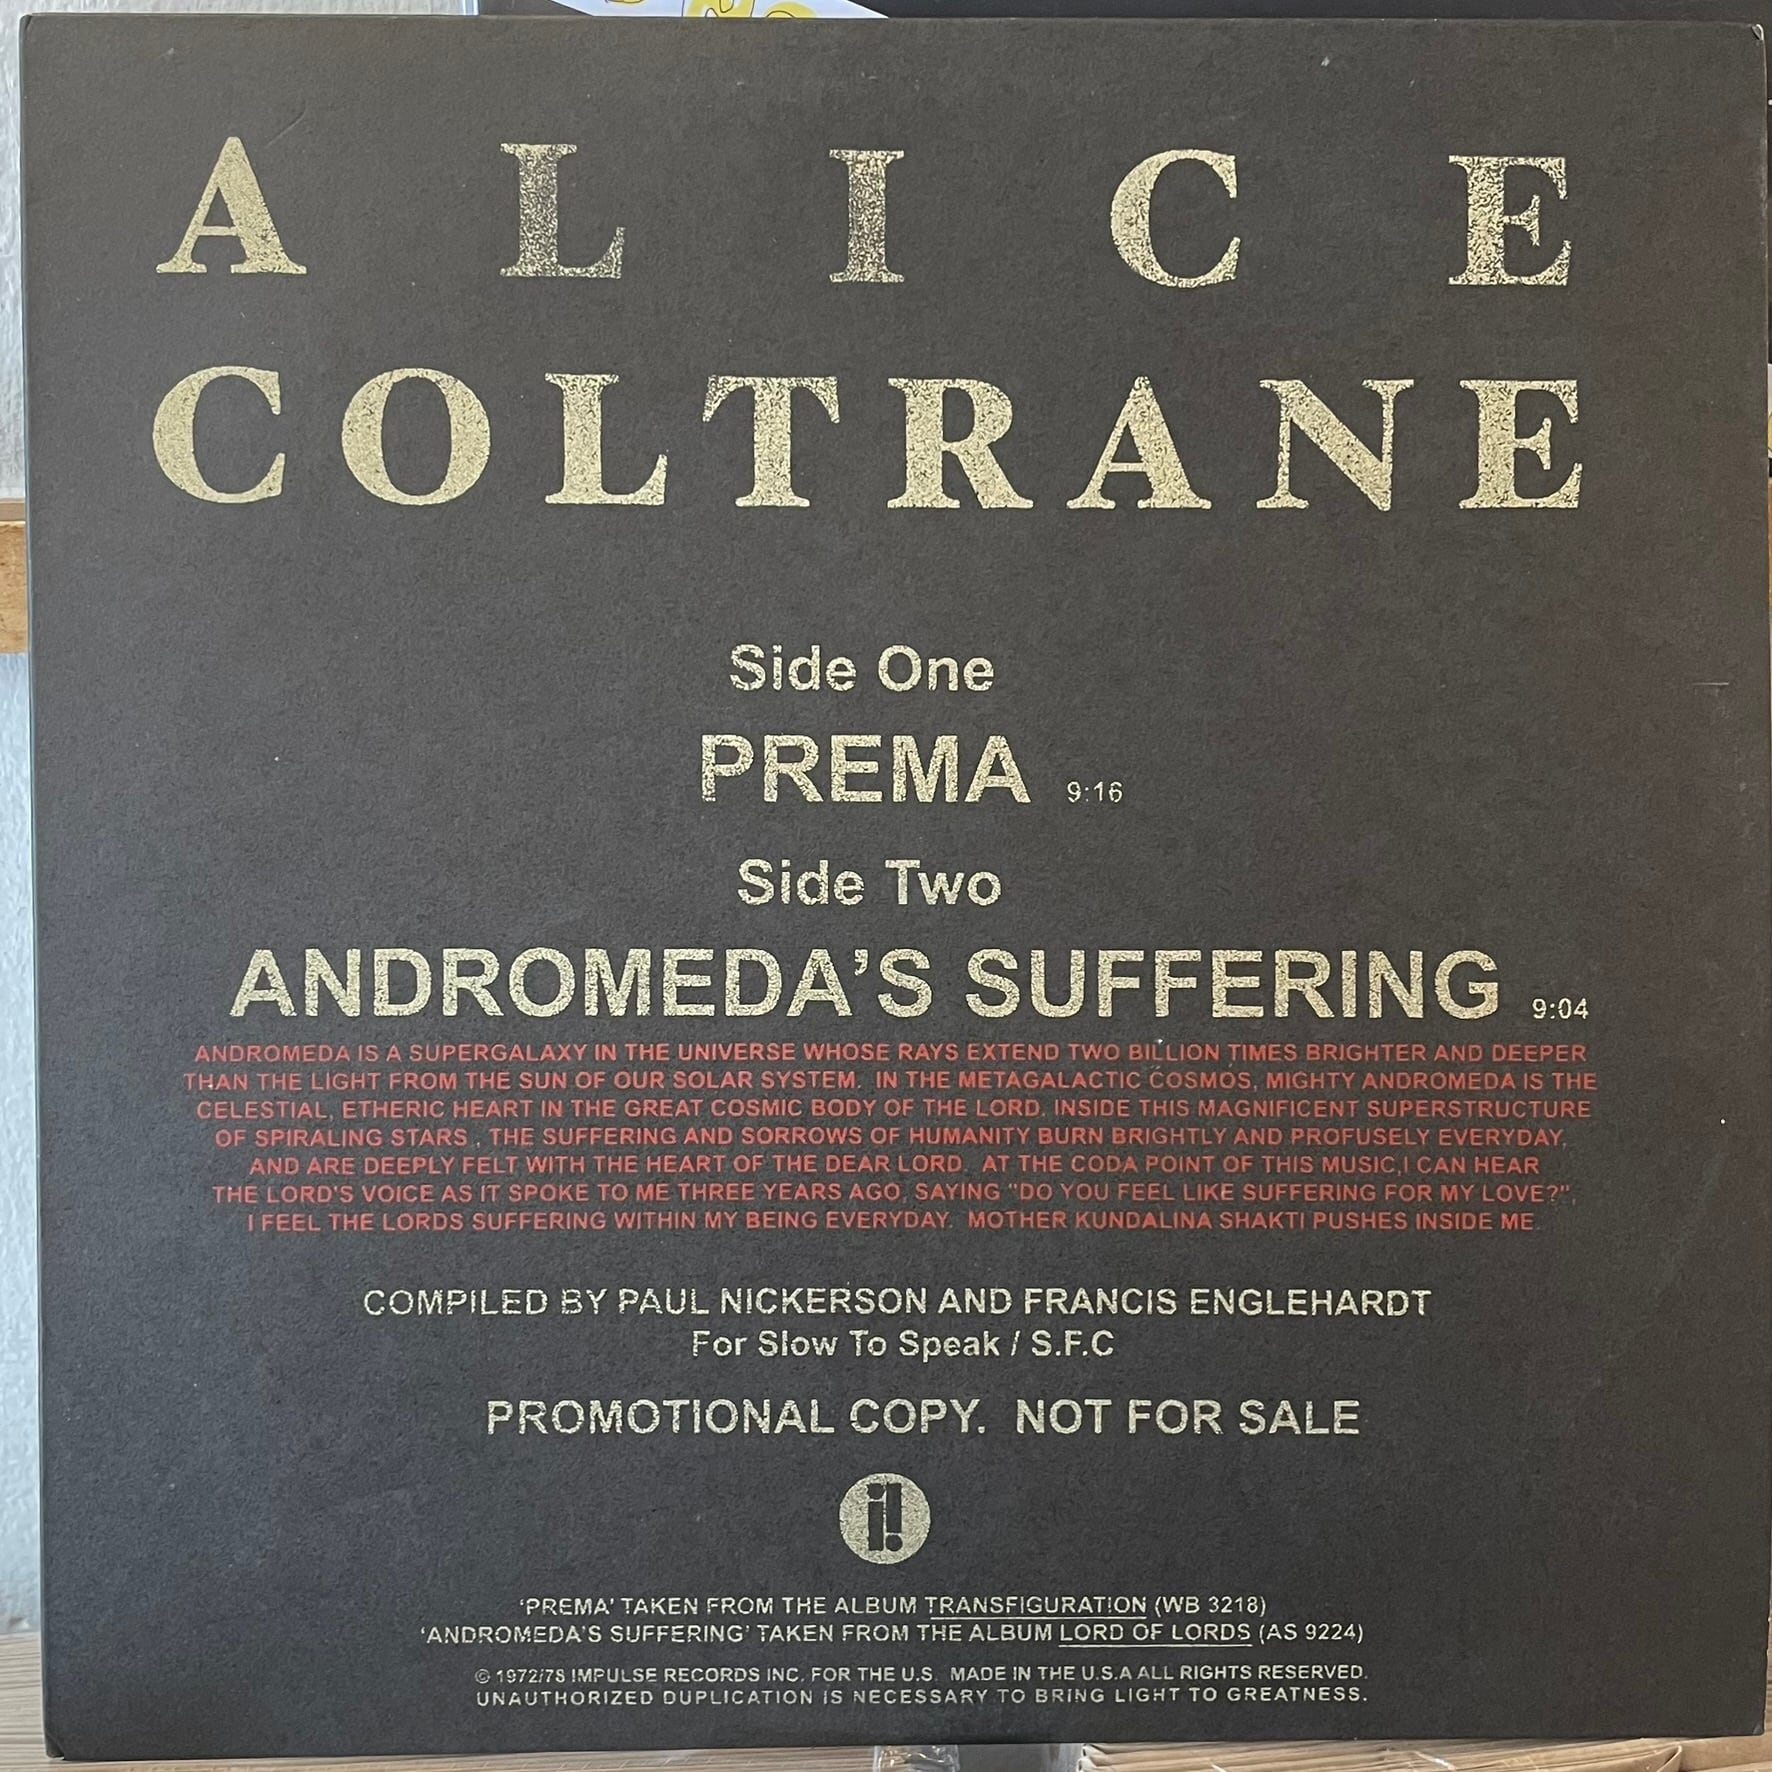 ALICE
COLTRANE
Side One
PREMA 9:16
Side Two
ANDROMEDA'S SUFFERING 9:04
ANDROMEDA IS A SUPERGALAXY IN THE UNIVERSE WHOSE RAYS EXTEND TWO BILLION TIMES BRIGHTER AND DEEPER
THAN THE LIGHT FROM THE SUN OF OUR SOLAR SYSTEM. IN THE METAGALACTIC COSMOS, MIGHTY ANDROMEDA IS THE
CELESTIAL, ETHERIC HEART IN THE GREAT COSMIC BODY OF THE LORD. INSIDE THIS MAGNIFICENT SUPERSTRUCTURE
OF SPIRALING STARS , THE SUFFERING AND SORROWS OF HUMANITY BURN BRIGHTLY AND PROFUSELY EVERYDAY,
AND ARE DEEPLY FELT WITH THE HEART OF THE DEAR LORD. AT THE CODA POINT OF THIS MUSIC,I CAN HEAR
THE LORD'S VOICE AS IT SPOKE TO ME THREE YEARS AGO, SAYING "DO YOU FEEL LIKE SUFFERING FOR MY LOVE?",
I FEEL THE LORDS SUFFERING WITHIN MY BEING EVERYDAY. MOTHER KUNDALINA SHAKTI PUSHES INSIDE ME.
COMPILED BY PAUL NICKERSON AND FRANCIS ENGLEHARDT
For Slow To Speak / S.F.C
PROMOTIONAL COPY. NOT FOR SALE
i!
'PREMA' TAKEN FROM THE ALBUM TRANSFIGURATION (WB 3218)
'ANDROMEDA'S SUFFERING' TAKEN FROM THE ALBUM LORD OF LORDS (AS 9224)
© 1972/78 IMPULSE RECORDS INC. FOR THE U.S. MADE IN THE U.S.A ALL RIGHTS RESERVED.
UNAUTHORIZED DUPLICATION IS NECESSARY TO BRING LIGHT TO GREATNESS.